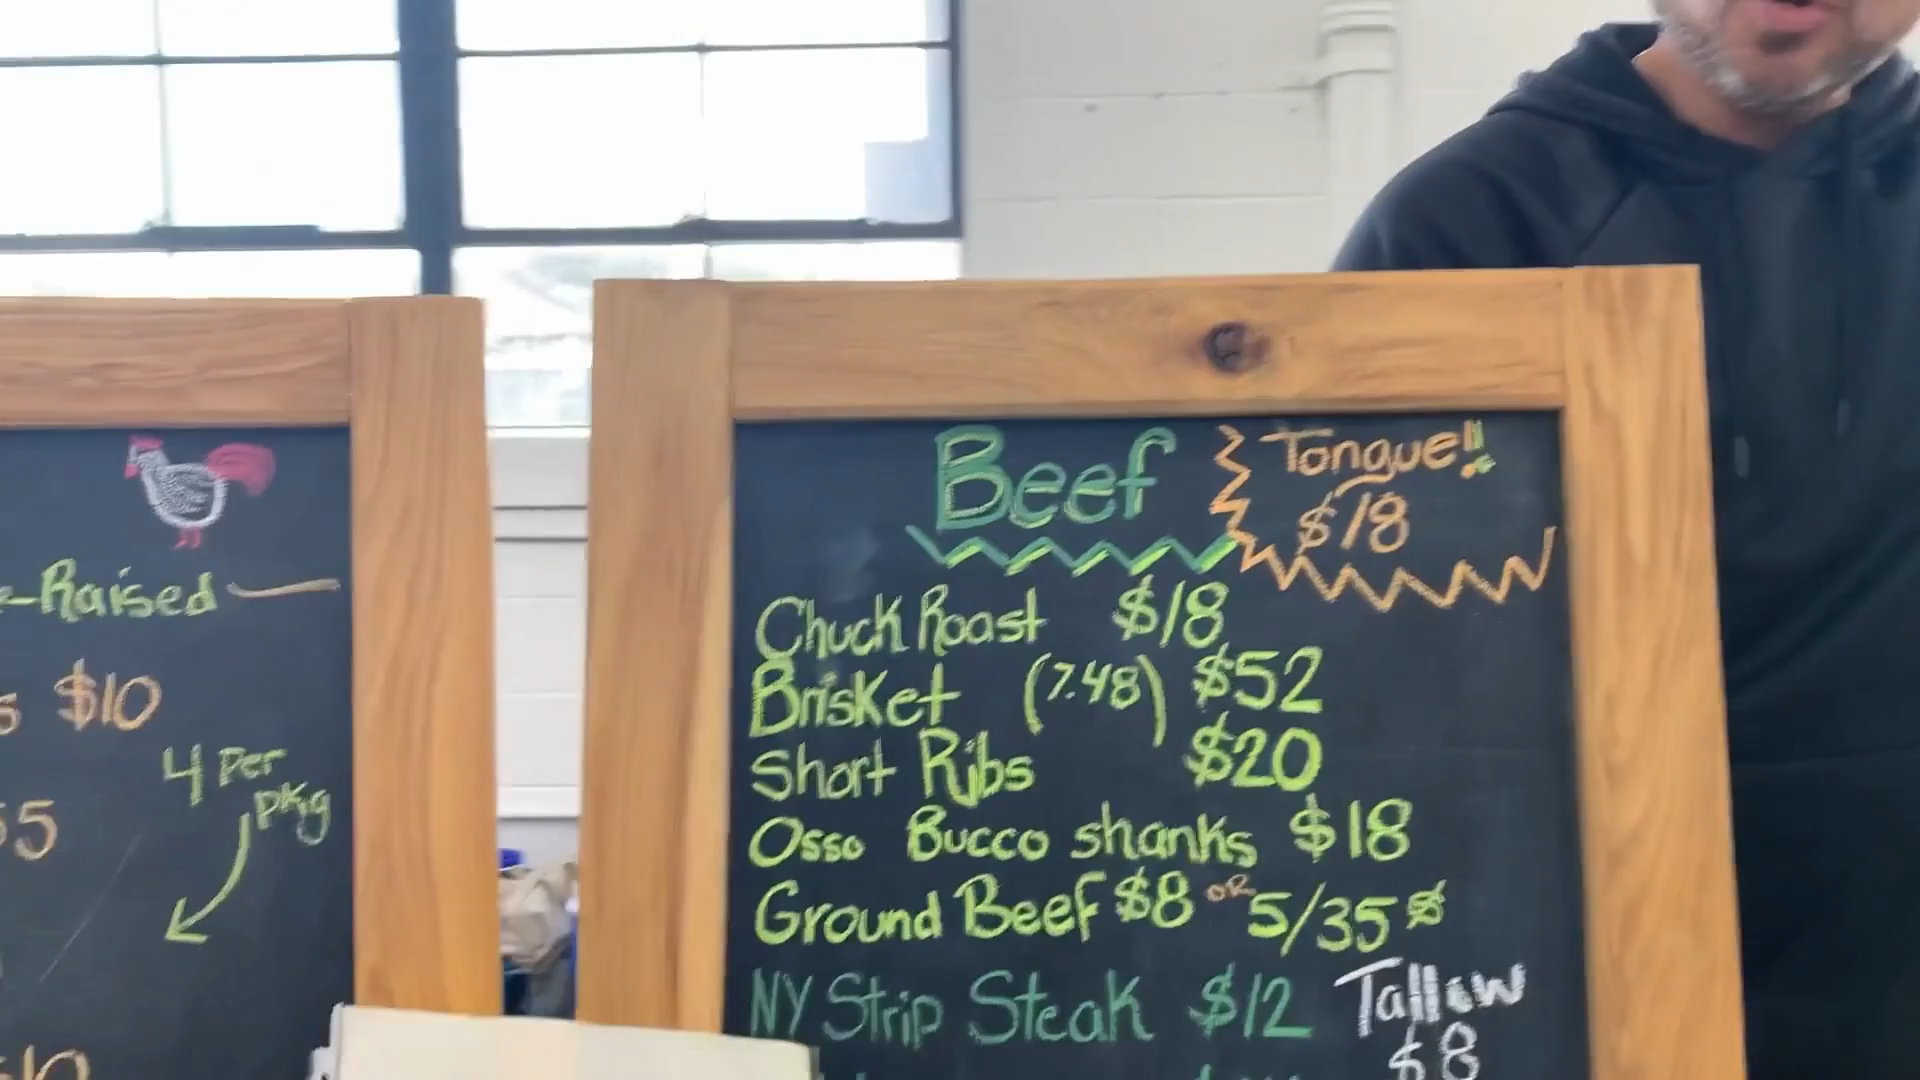 -Raised
$10
4 Per
pkg
Beef
Tongue!!
$18
Chuck Roast $18
Brisket (7.48) $52
Short Ribs $20
Osso Bucco shanks $18
Ground Beef $8 OR 5/35 $
NY Strip Steak $12
Tallow
$8